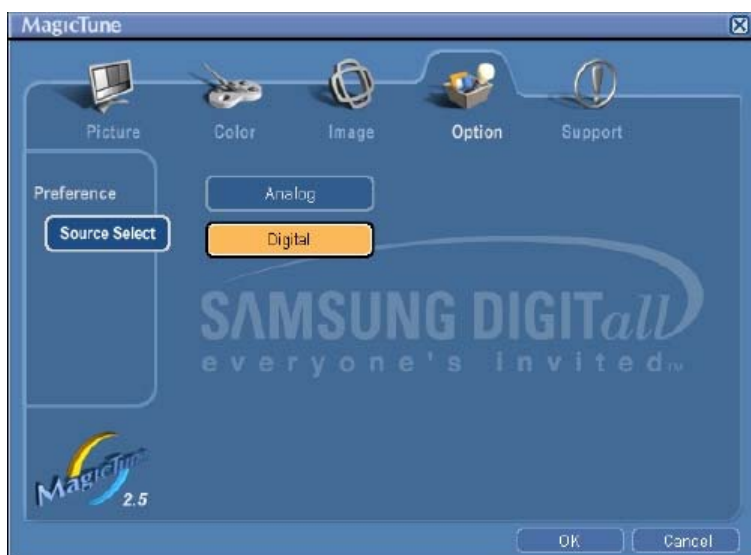 MagicTune
Picture Color Image Option Support
Preference
Source Select
Analog
Digital
SAMSUNG DIGITall
everyone's invited™
MagicTune
2.5
OK Cancel